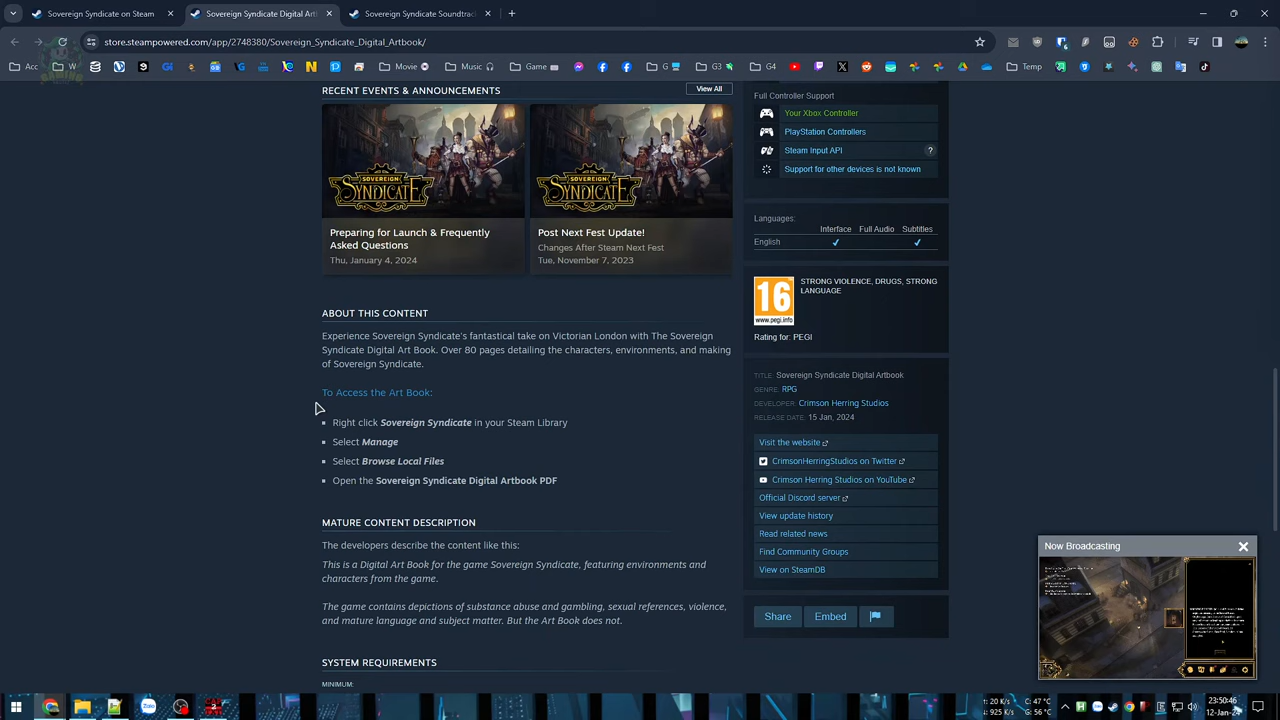 Sovereign Syndicate on Steam
Sovereign Syndicate Digital Art
Sovereign Syndicate Soundtrac
store.steampowered.com/app/2748380/Sovereign_Syndicate_Digital_Artbook/
Movie
Music
Game
G
G3
G4
Temp
RECENT EVENTS & ANNOUNCEMENTS
View All
SOVEREIGN
SYNDICATE
SOVEREIGN
SYNDICATE
Preparing for Launch & Frequently
Asked Questions
Thu, January 4, 2024
Post Next Fest Update!
Changes After Steam Next Fest
Tue, November 7, 2023
ABOUT THIS CONTENT
Experience Sovereign Syndicate's fantastical take on Victorian London with The Sovereign
Syndicate Digital Art Book. Over 80 pages detailing the characters, environments, and making
of Sovereign Syndicate.
To Access the Art Book:
Right click Sovereign Syndicate in your Steam Library
Select Manage
Select Browse Local Files
Open the Sovereign Syndicate Digital Artbook PDF
MATURE CONTENT DESCRIPTION
The developers describe the content like this:
This is a Digital Art Book for the game Sovereign Syndicate, featuring environments and
characters from the game.
The game contains depictions of substance abuse and gambling, sexual references, violence,
and mature language and subject matter. But the Art Book does not.
SYSTEM REQUIREMENTS
MINIMUM:
Full Controller Support
Your Xbox Controller
PlayStation Controllers
Steam Input API
?
Support for other devices is not known
Languages:
Interface Full Audio Subtitles
English ✔ ✔
16
www.pegi.info
STRONG VIOLENCE, DRUGS, STRONG
LANGUAGE
Rating for: PEGI
TITLE: Sovereign Syndicate Digital Artbook
GENRE: RPG
DEVELOPER: Crimson Herring Studios
RELEASE DATE: 15 Jan, 2024
Visit the website
CrimsonHerringStudios on Twitter
Crimson Herring Studios on YouTube
Official Discord server
View update history
Read related news
Find Community Groups
View on SteamDB
Share
Embed
Now Broadcasting
Zalo
23:50:46